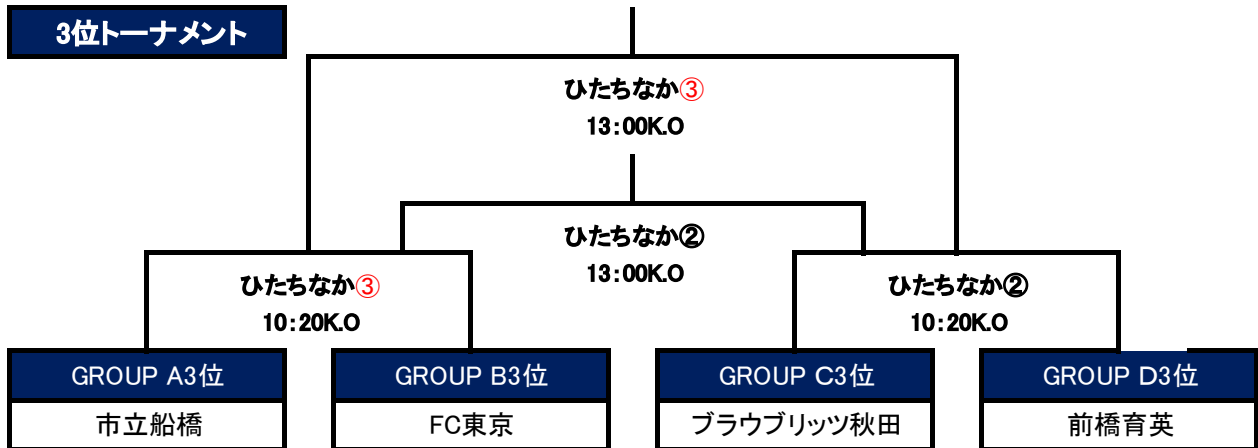 3位トーナメント
ひたちなか③
13:00K.O
ひたちなか②
13:00K.O
ひたちなか③
10:20K.O
ひたちなか②
10:20K.O
GROUP A3位
GROUP B3位
GROUP C3位
GROUP D3位
市立船橋
FC東京
ブラウブリッツ秋田
前橋育英